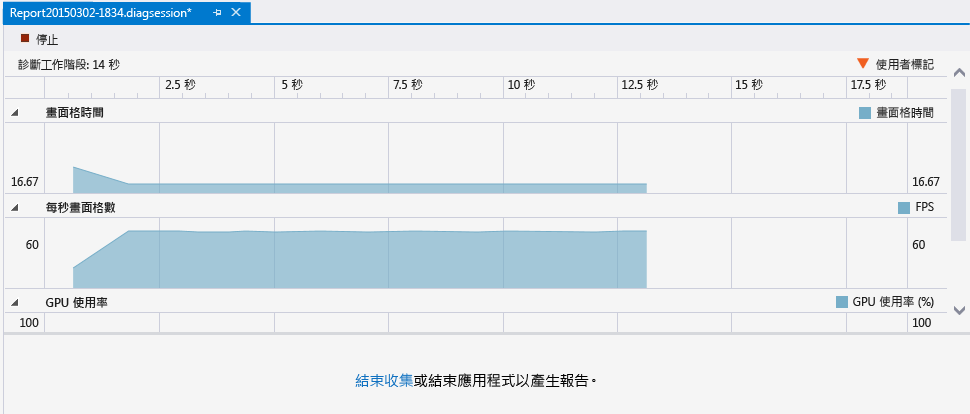 Report20150302-1834.diagsession*
停止
診斷工作階段: 14 秒 使用者標記
2.5 秒 5 秒 7.5 秒 10 秒 12.5 秒 15 秒 17.5 秒
畫面格時間 畫面格時間
16.67 16.67
每秒畫面格數 FPS
60 60
GPU 使用率 GPU 使用率 (%)
100 100
結束收集或結束應用程式以產生報告。